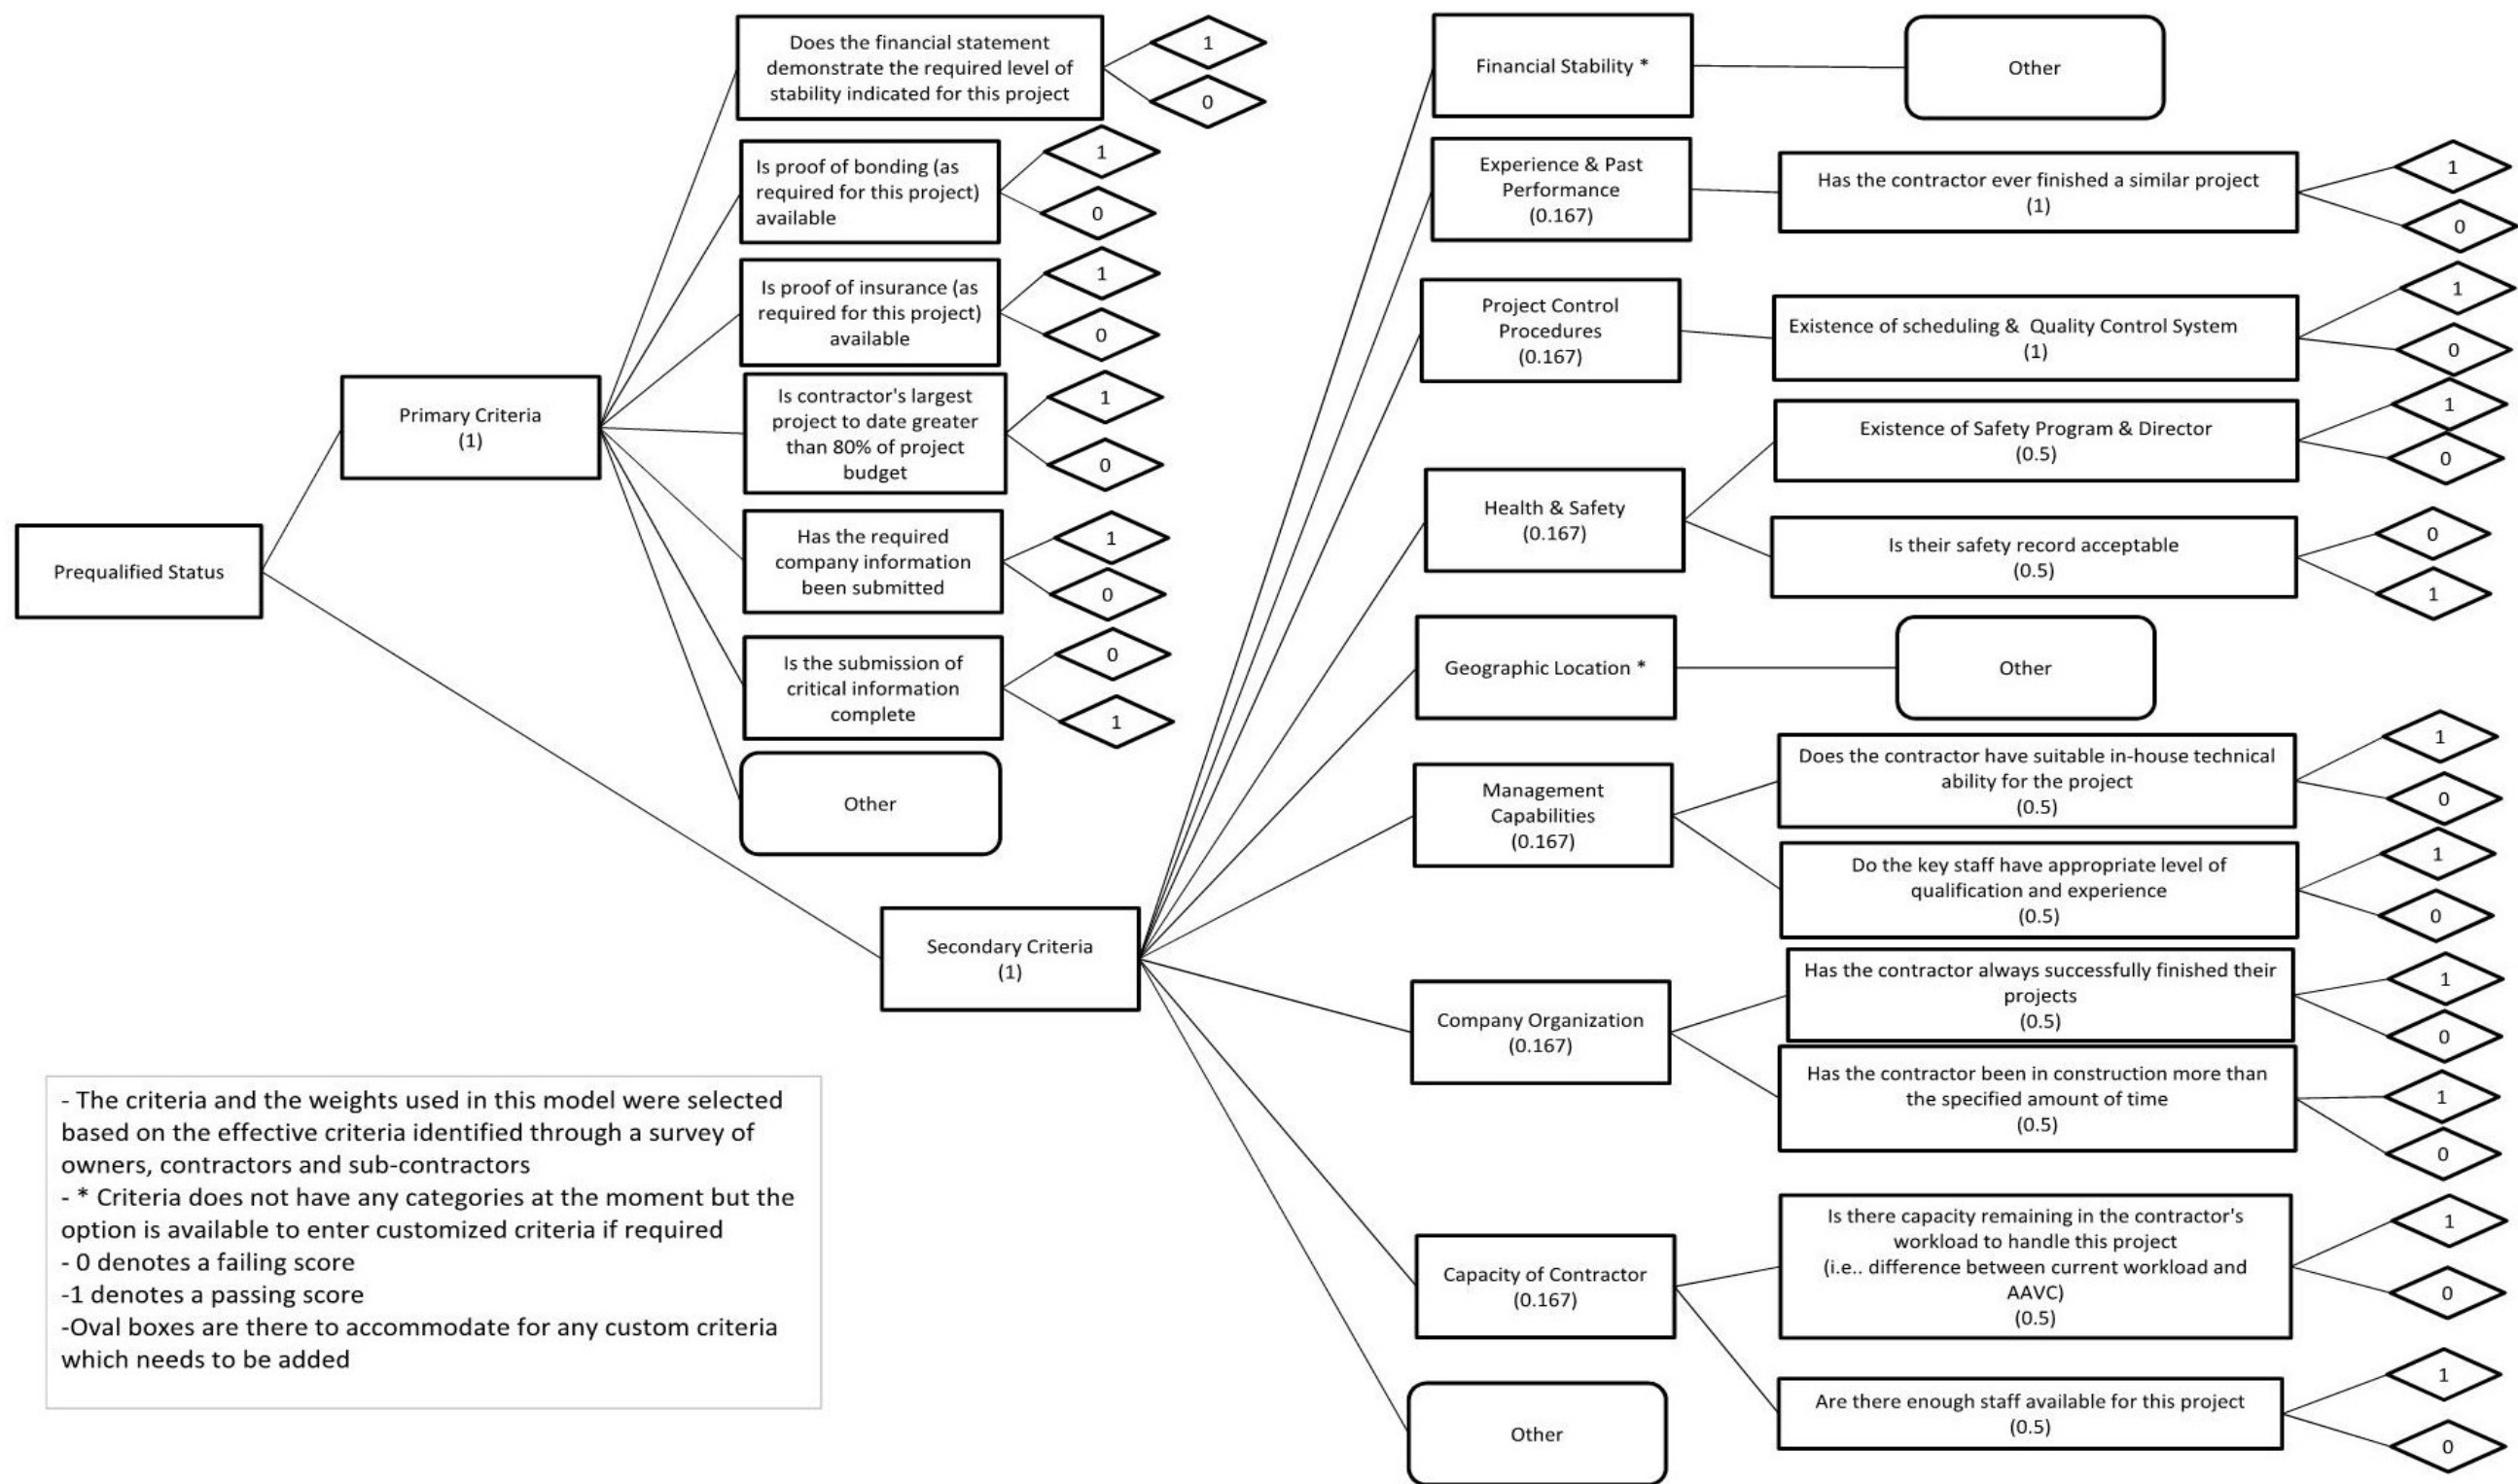 Prequalified Status
Primary Criteria
(1)
Does the financial statement
demonstrate the required level of
stability indicated for this project
1
0
Is proof of bonding (as
required for this project)
available
1
0
Is proof of insurance (as
required for this project)
available
1
0
Is contractor's largest
project to date greater
than 80% of project
budget
1
0
Has the required
company information
been submitted
1
0
Is the submission of
critical information
complete
0
1
Other
Secondary Criteria
(1)
Financial Stability *
Other
Experience & Past
Performance
(0.167)
Has the contractor ever finished a similar project
(1)
1
0
Project Control
Procedures
(0.167)
Existence of scheduling &  Quality Control System
(1)
1
0
Health & Safety
(0.167)
Existence of Safety Program & Director
(0.5)
1
0
Is their safety record acceptable
(0.5)
0
1
Geographic Location *
Other
Management
Capabilities
(0.167)
Does the contractor have suitable in-house technical
ability for the project
(0.5)
1
0
Do the key staff have appropriate level of
qualification and experience
(0.5)
1
0
Company Organization
(0.167)
Has the contractor always successfully finished their
projects
(0.5)
1
0
Has the contractor been in construction more than
the specified amount of time
(0.5)
1
0
Capacity of Contractor
(0.167)
Is there capacity remaining in the contractor's
workload to handle this project
(i.e.. difference between current workload and
AAVC)
(0.5)
1
0
Are there enough staff available for this project
(0.5)
1
0
Other
- The criteria and the weights used in this model were selected
based on the effective criteria identified through a survey of
owners, contractors and sub-contractors
- * Criteria does not have any categories at the moment but the
option is available to enter customized criteria if required
- 0 denotes a failing score
-1 denotes a passing score
-Oval boxes are there to accommodate for any custom criteria
which needs to be added